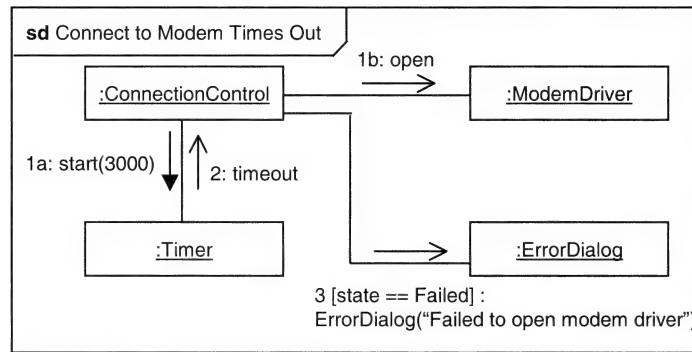 sd Connect to Modem Times Out
1b: open
:ConnectionControl
:ModemDriver
1a: start(3000)
2: timeout
:Timer
:ErrorDialog
3 [state == Failed] :
ErrorDialog(“Failed to open modem driver”)